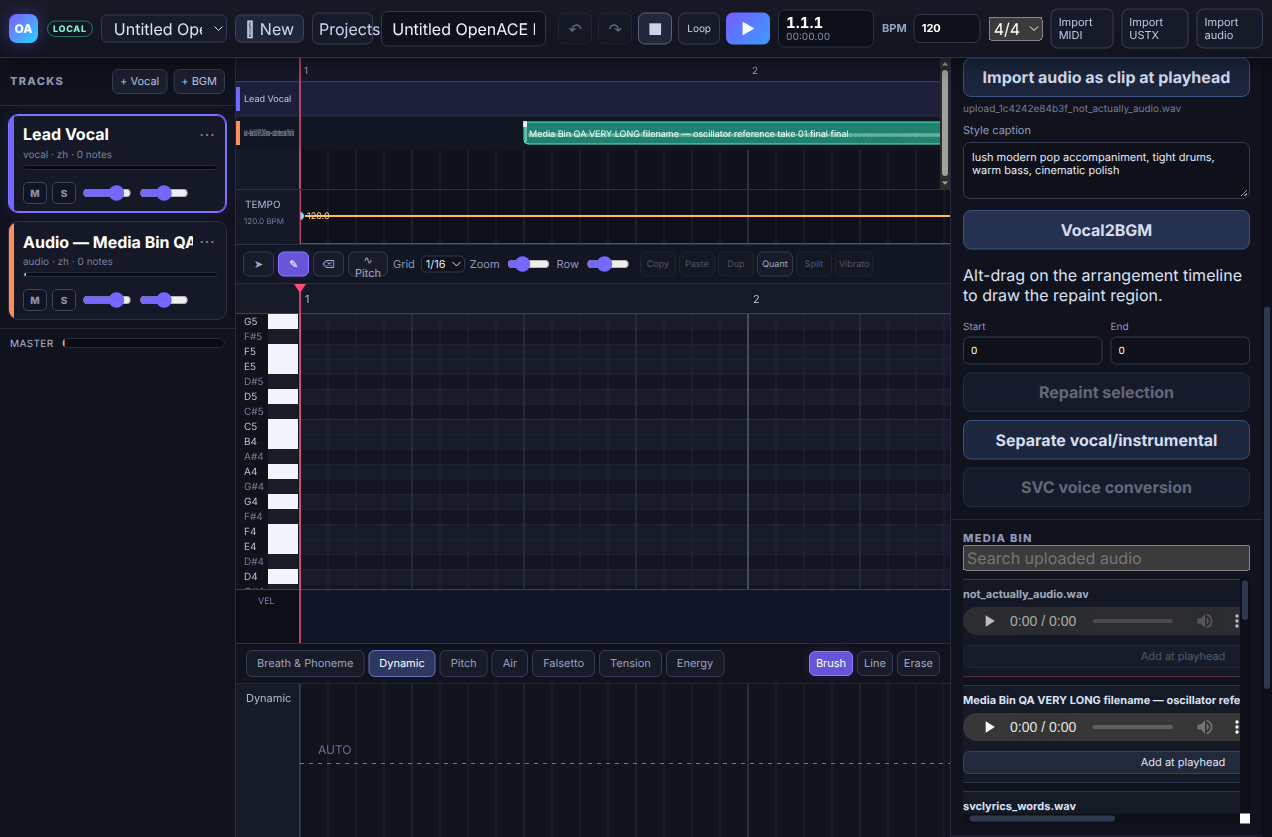 OA
LOCAL
Untitled Ope
New
Projects
Untitled OpenACE
Loop
1.1.1
00:00.00
BPM
120
4/4
Import MIDI
Import USTX
Import audio
TRACKS
+ Vocal
+ BGM
Lead Vocal
vocal · zh · 0 notes
M
S
Audio — Media Bin QA
audio · zh · 0 notes
M
S
MASTER
1
2
Lead Vocal
Media Bin QA VERY LONG filename — oscillator reference take 01 final final
TEMPO
120.0 BPM
120.0
Pitch
Grid
1/16
Zoom
Row
Copy
Paste
Dup
Quant
Split
Vibrato
1
2
G5
F#5
F5
E5
D#5
D5
C#5
C5
B4
A#4
A4
G#4
G4
F#4
F4
E4
D#4
D4
VEL
Breath & Phoneme
Dynamic
Pitch
Air
Falsetto
Tension
Energy
Brush
Line
Erase
Dynamic
AUTO
Import audio as clip at playhead
upload_1c4242e84b3f_not_actually_audio.wav
Style caption
lush modern pop accompaniment, tight drums,
warm bass, cinematic polish
Vocal2BGM
Alt-drag on the arrangement timeline
to draw the repaint region.
Start
End
0
0
Repaint selection
Separate vocal/instrumental
SVC voice conversion
MEDIA BIN
Search uploaded audio
not_actually_audio.wav
0:00 / 0:00
Add at playhead
Media Bin QA VERY LONG filename — oscillator refe
0:00 / 0:00
Add at playhead
svclyrics_words.wav